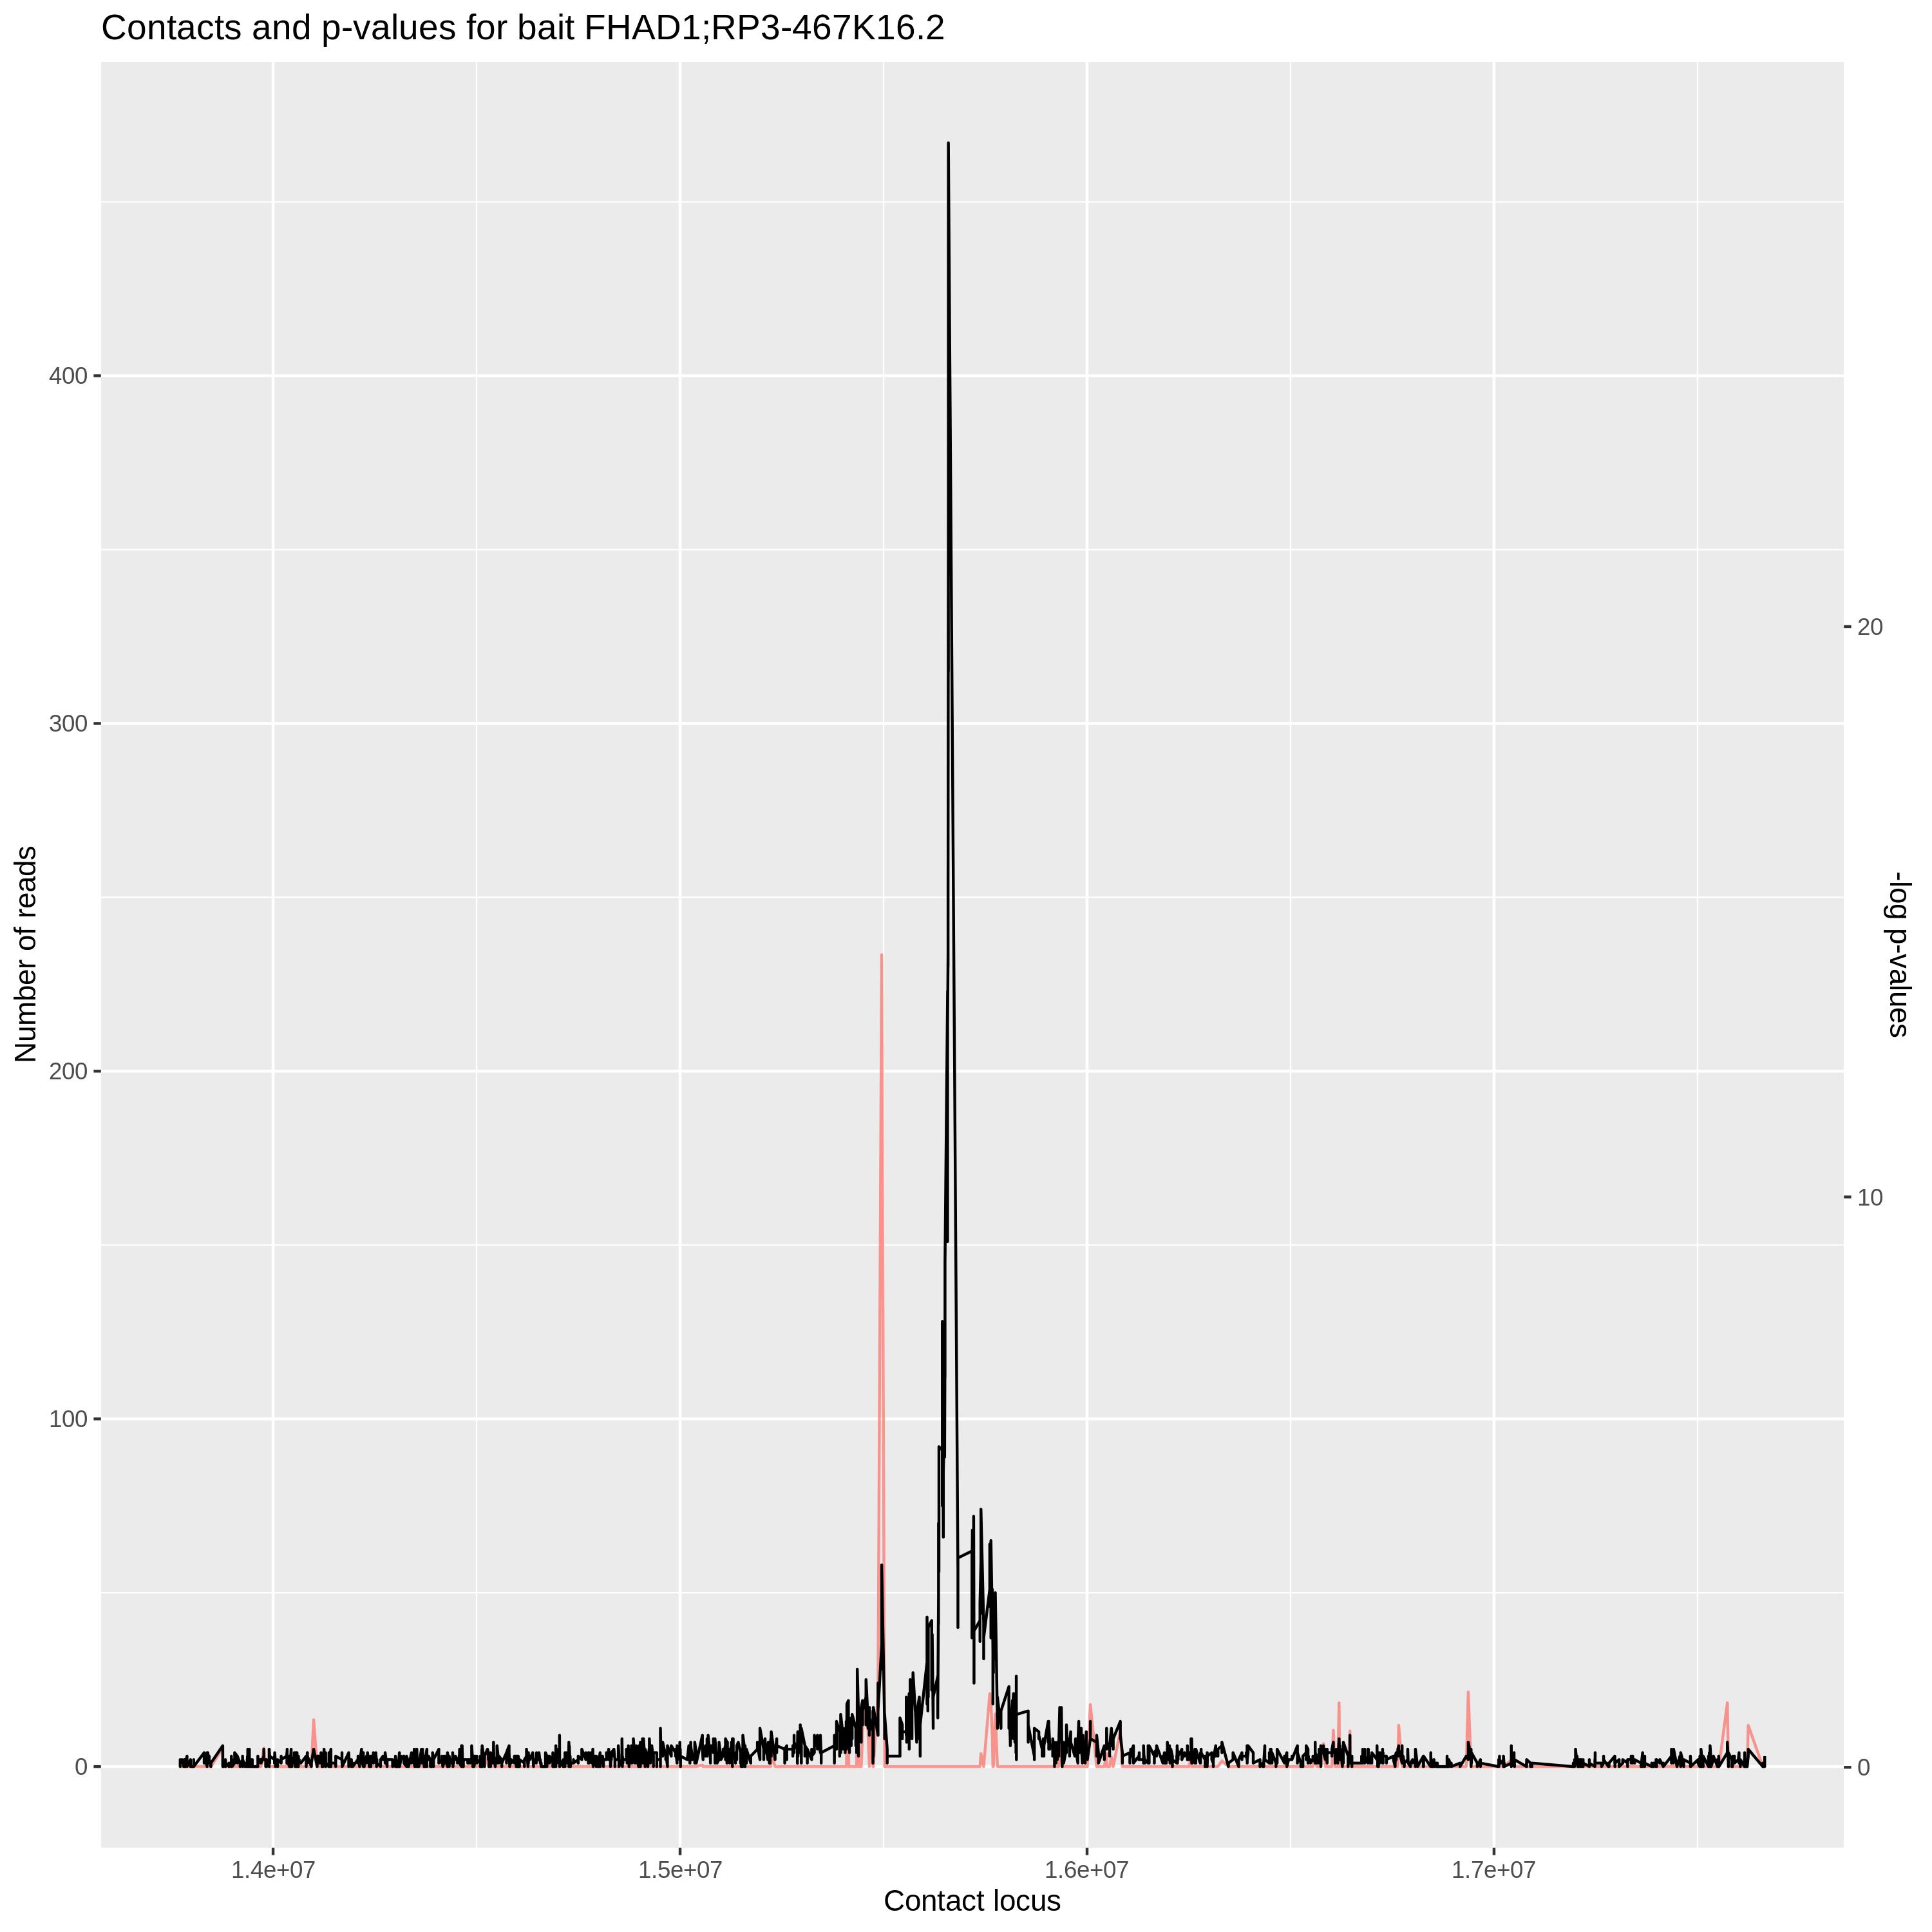 Contacts and p-values for bait FHAD1;RP3-467K16.2
400
300
200
100
0
20
10
0
Number of reads
-log p-values
1.4e+07
1.5e+07
1.6e+07
1.7e+07
Contact locus